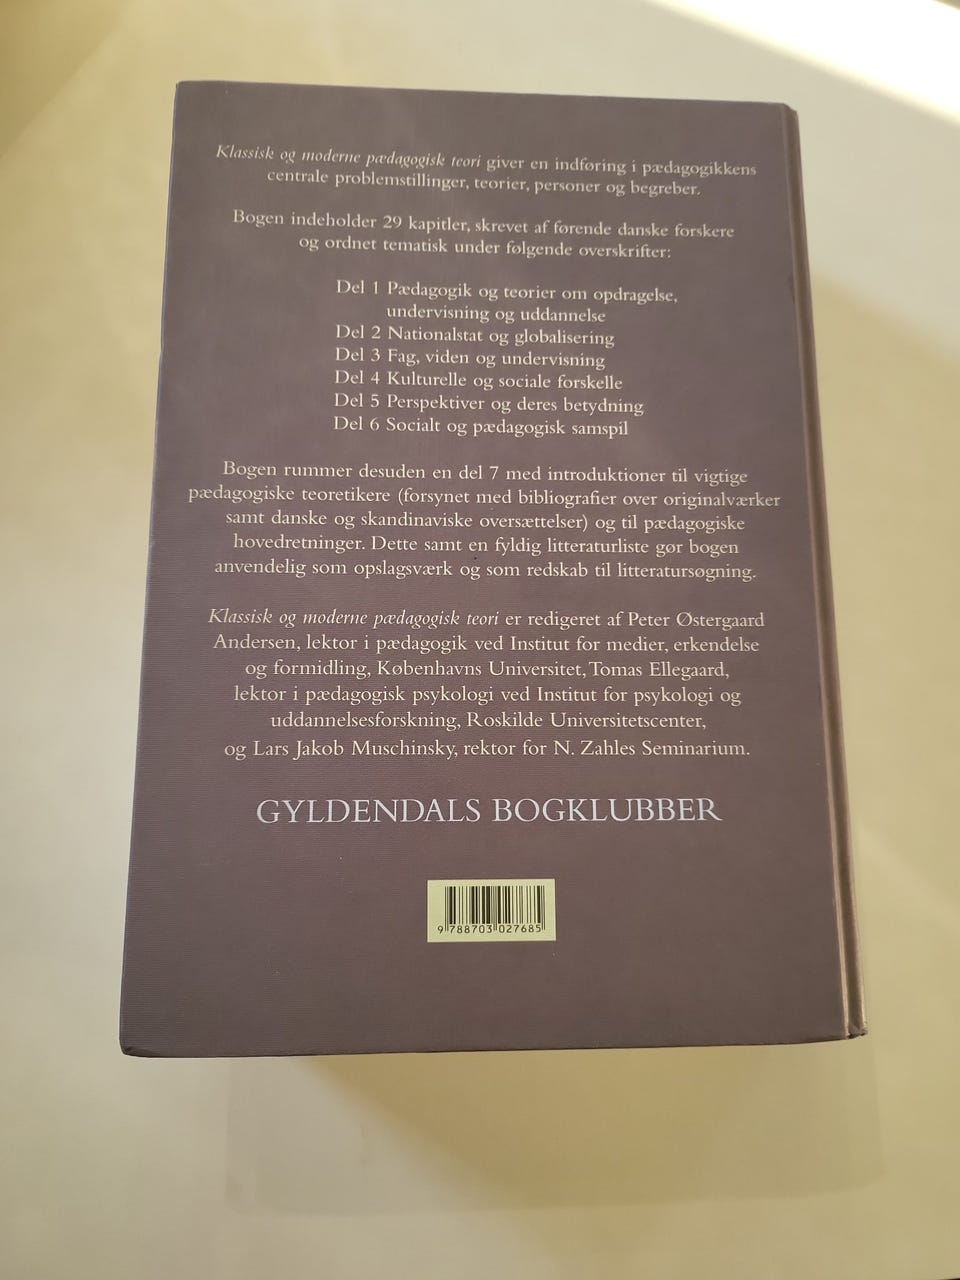 Klassisk og moderne pædagogisk teori giver en indføring i pædagogikkens
centrale problemstillinger, teorier, personer og begreber.
Bogen indeholder 29 kapitler, skrevet af førende danske forskere
og ordnet tematisk under følgende overskrifter:
Del 1 Pædagogik og teorier om opdragelse,
undervisning og uddannelse
Del 2 Nationalstat og globalisering
Del 3 Fag, viden og undervisning
Del 4 Kulturelle og sociale forskelle
Del 5 Perspektiver og deres betydning
Del 6 Socialt og pædagogisk samspil
Bogen rummer desuden en del 7 med introduktioner til vigtige
pædagogiske teoretikere (forsynet med bibliografier over originalværker
samt danske og skandinaviske oversættelser) og til pædagogiske
hovedretninger. Dette samt en fyldig litteraturliste gør bogen
anvendelig som opslagsværk og som redskab til litteratursøgning.
Klassisk og moderne pædagogisk teori er redigeret af Peter Østergaard
Andersen, lektor i pædagogik ved Institut for medier, erkendelse
og formidling, Københavns Universitet, Tomas Ellegaard,
lektor i pædagogisk psykologi ved Institut for psykologi og
uddannelsesforskning, Roskilde Universitetscenter,
og Lars Jakob Muschinsky, rektor for N. Zahles Seminarium.
GYLDENDALS BOGKLUBBER
9 788703 027685